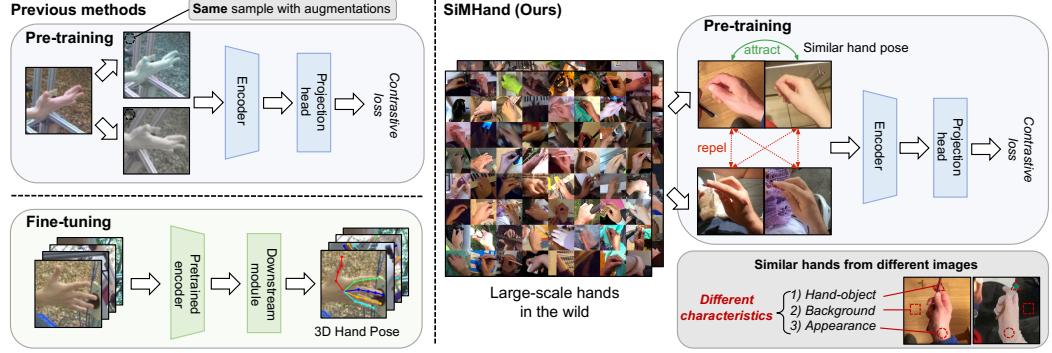 Previous methods
Same sample with augmentations
Pre-training
Encoder
Projection
head
Contrastive
loss
Fine-tuning
Pretrained
encoder
Downstream
module
3D Hand Pose
SiMHand (Ours)
Large-scale hands
in the wild
Pre-training
attract
Similar hand pose
repel
Encoder
Projection
head
Contrastive
loss
Similar hands from different images
Different
characteristics
1) Hand-object
2) Background
3) Appearance